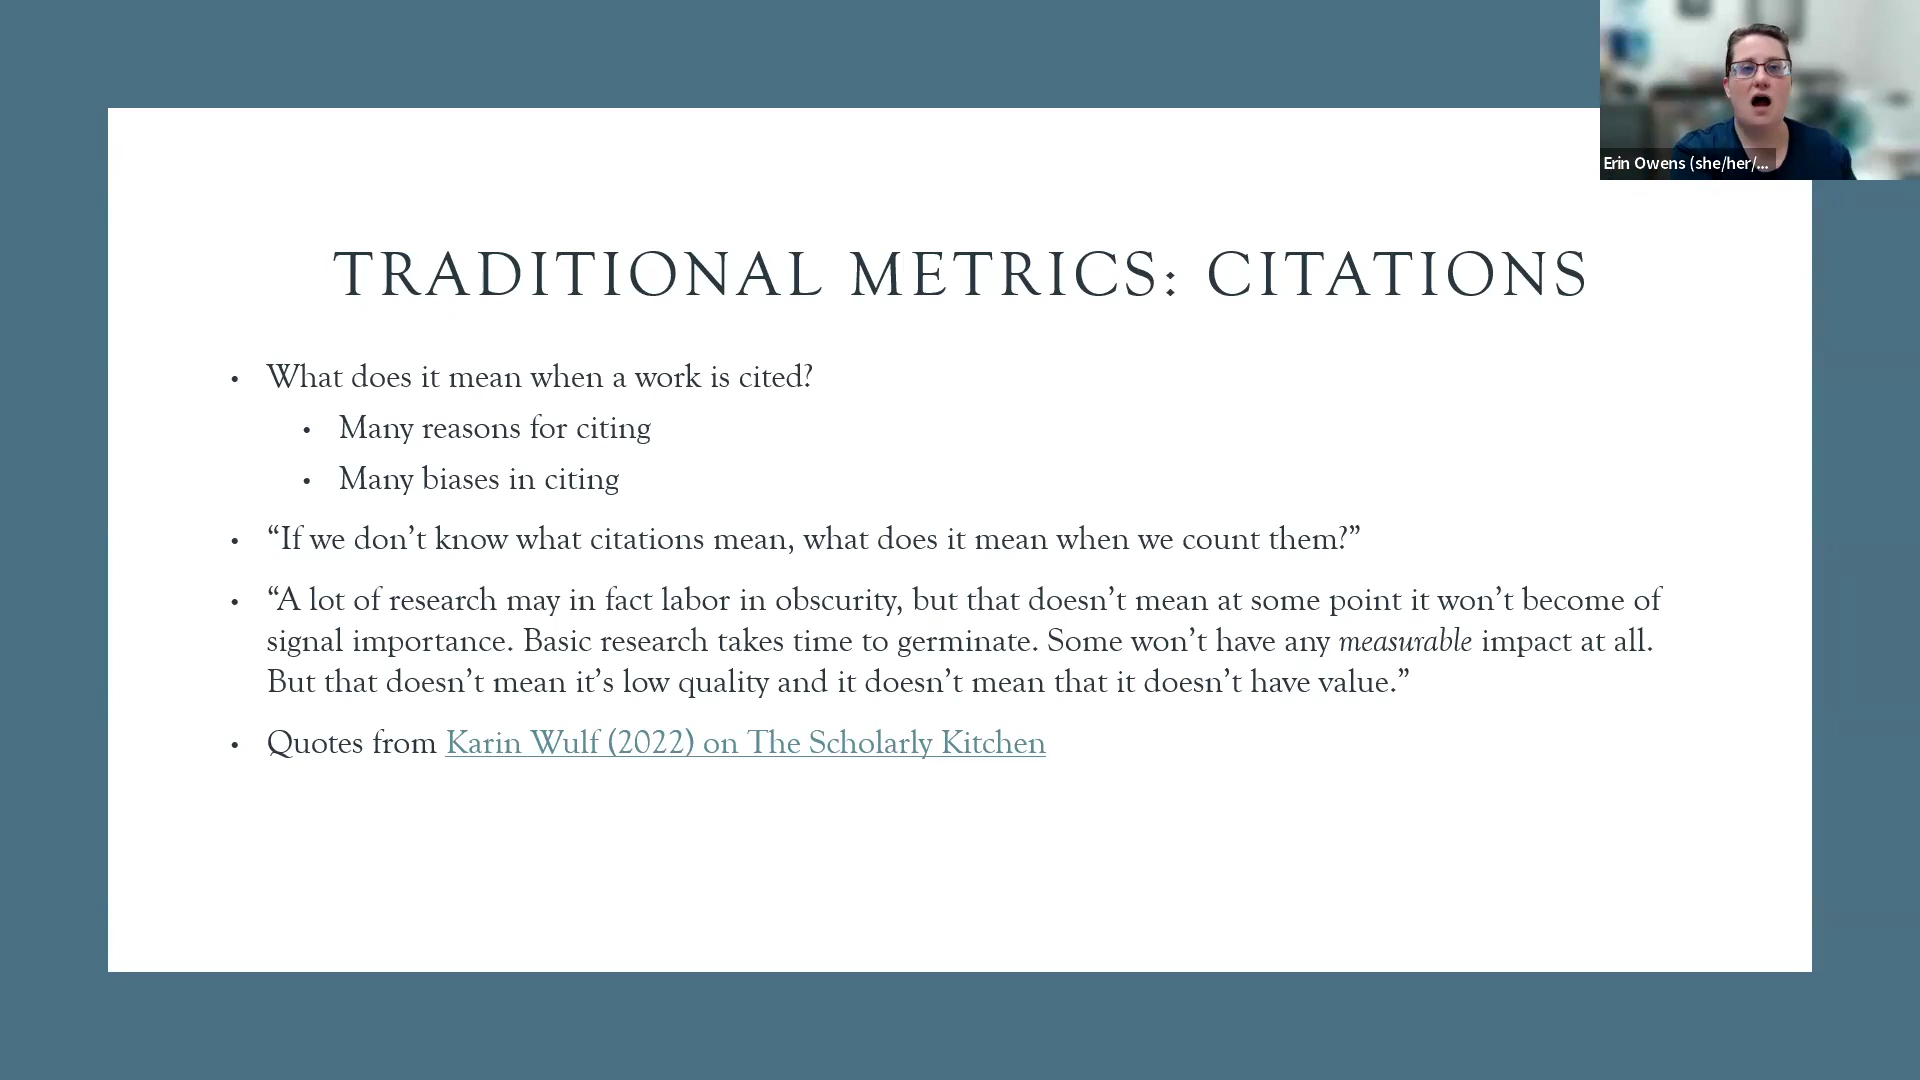 Erin Owens (she/her/...
TRADITIONAL METRICS: CITATIONS
• What does it mean when a work is cited?
• Many reasons for citing
• Many biases in citing
• “If we don’t know what citations mean, what does it mean when we count them?”
• “A lot of research may in fact labor in obscurity, but that doesn’t mean at some point it won’t become of
signal importance. Basic research takes time to germinate. Some won’t have any measurable impact at all.
But that doesn’t mean it’s low quality and it doesn’t mean that it doesn’t have value.”
• Quotes from Karin Wulf (2022) on The Scholarly Kitchen